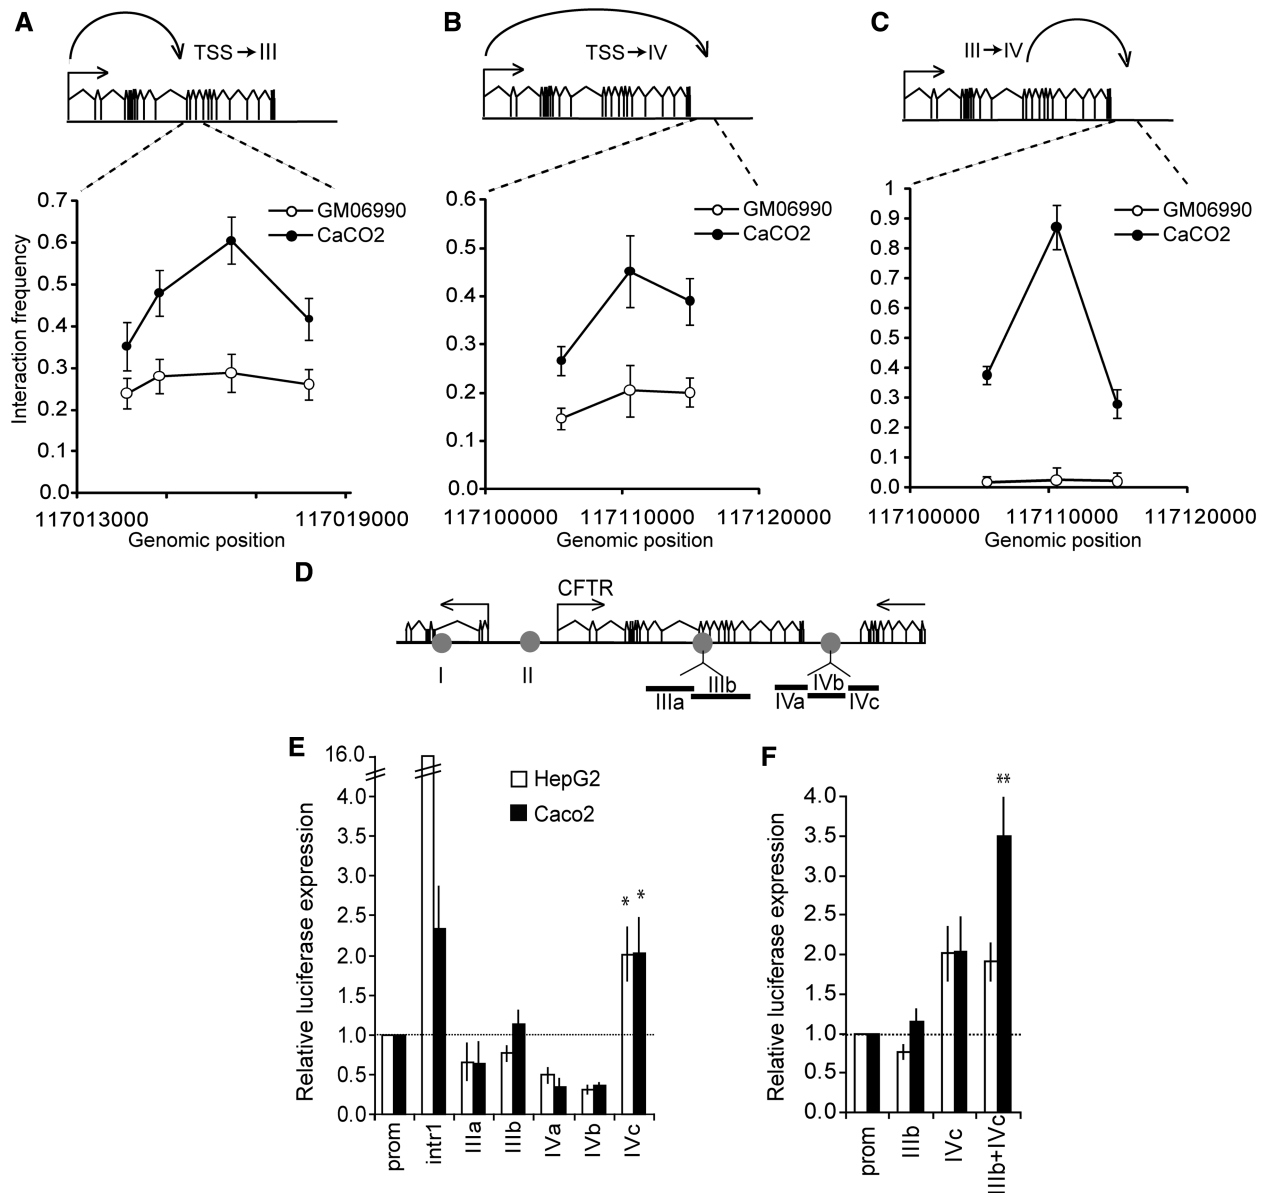 A
TSS→III
0.7
0.6
0.5
0.4
0.3
0.2
0.1
0.0
Interaction frequency
GM06990
CaCO2
117013000
117019000
Genomic position
B
TSS→IV
0.6
0.5
0.4
0.3
0.2
0.1
0.0
GM06990
CaCO2
117100000
117110000
117120000
Genomic position
C
III→IV
1
0.9
0.8
0.7
0.6
0.5
0.4
0.3
0.2
0.1
0.0
GM06990
CaCO2
117100000
117110000
117120000
Genomic position
D
CFTR
I
II
IIIa
IIIb
IVa
IVb
IVc
E
16.0
4.0
3.5
3.0
2.5
2.0
1.5
1.0
0.5
0.0
Relative luciferase expression
HepG2
Caco2
* *
prom
intr1
IIIa
IIIb
IVa
IVb
IVc
F
4.0
3.5
3.0
2.5
2.0
1.5
1.0
0.5
0.0
Relative luciferase expression
**
prom
IIIb
IVc
IIIb+IVc